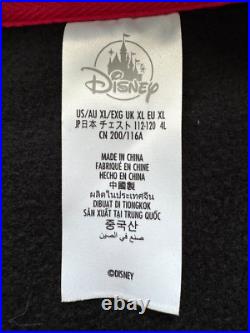 Disney
US/AU XL/EXG UK XL EU XL
JP日本 チェスト 112-120 4L
CN 200/116A
MADE IN CHINA
FABRIQUÉ EN CHINE
HECHO EN CHINA
中國製
ผลิตในประเทศจีน
DIBUAT DI TIONGKOK
SẢN XUẤT TẠI TRUNG QUỐC
중국산
صنع في الصين
©DISNEY